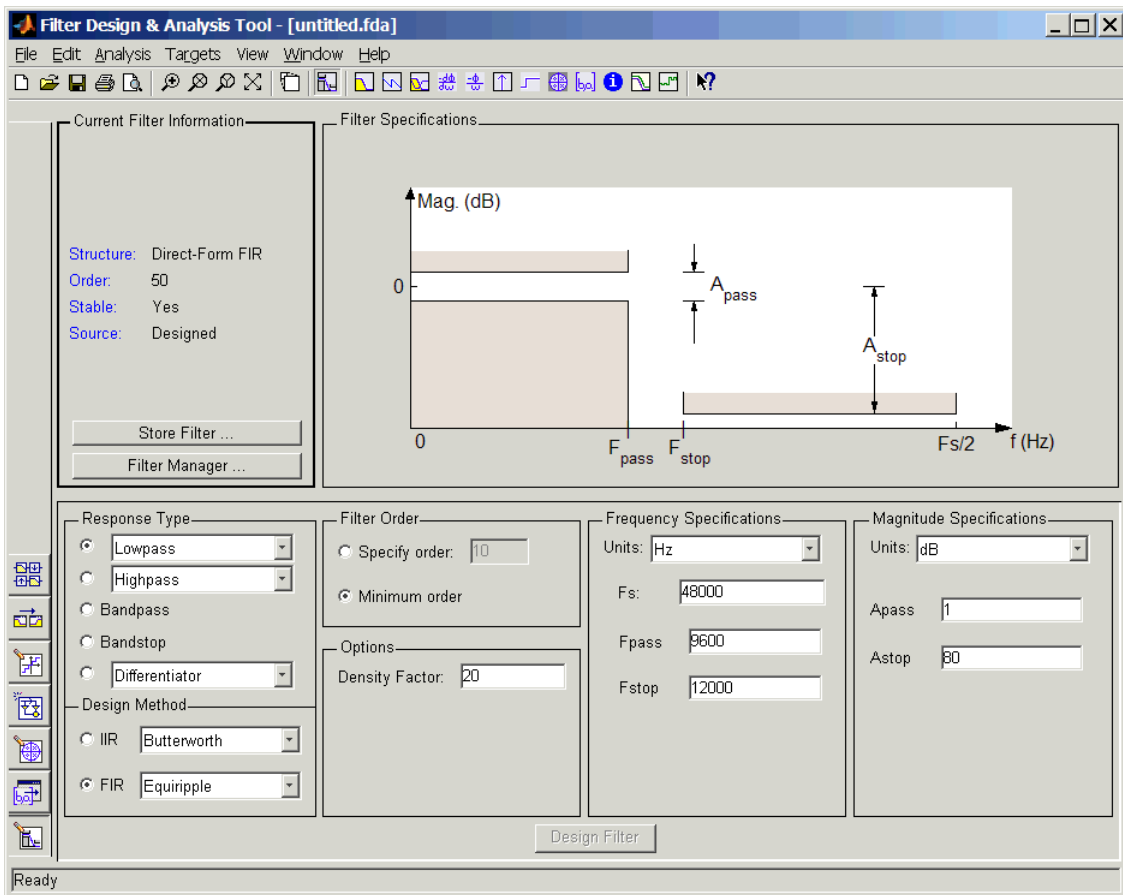 Filter Design & Analysis Tool - [untitled.fda]
File Edit Analysis Targets View Window Help
Current Filter Information
Structure: Direct-Form FIR
Order: 50
Stable: Yes
Source: Designed
Store Filter ...
Filter Manager ...
Filter Specifications
Mag. (dB)
0
A pass
A stop
0
F pass
F stop
Fs/2
f (Hz)
Response Type
Lowpass
Highpass
Bandpass
Bandstop
Differentiator
Design Method
IIR Butterworth
FIR Equiripple
Filter Order
Specify order: 10
Minimum order
Options
Density Factor: 20
Frequency Specifications
Units: Hz
Fs: 48000
Fpass 9600
Fstop 12000
Magnitude Specifications
Units: dB
Apass 1
Astop 80
Design Filter
Ready